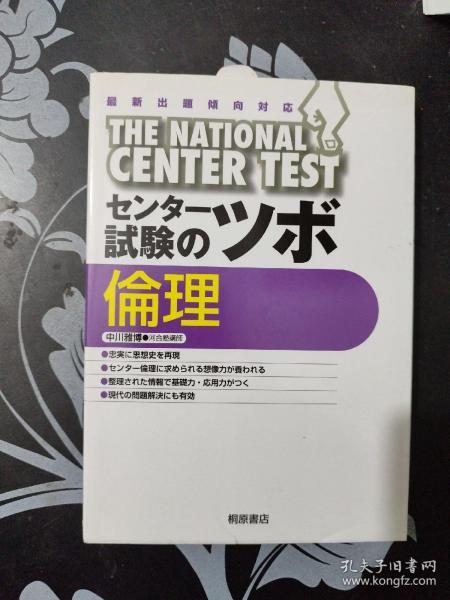 最新出題傾向対応
THE NATIONAL
CENTER TEST
センター
試験の
ツボ
倫理
中川雅博●河合塾講師
●忠実に思想史を再現
●センター倫理に求められる想像力が養われる
●整理された情報で基礎力・応用力がつく
●現代の問題解決にも有効
桐原書店
孔夫子旧书网
www.kongfz.com